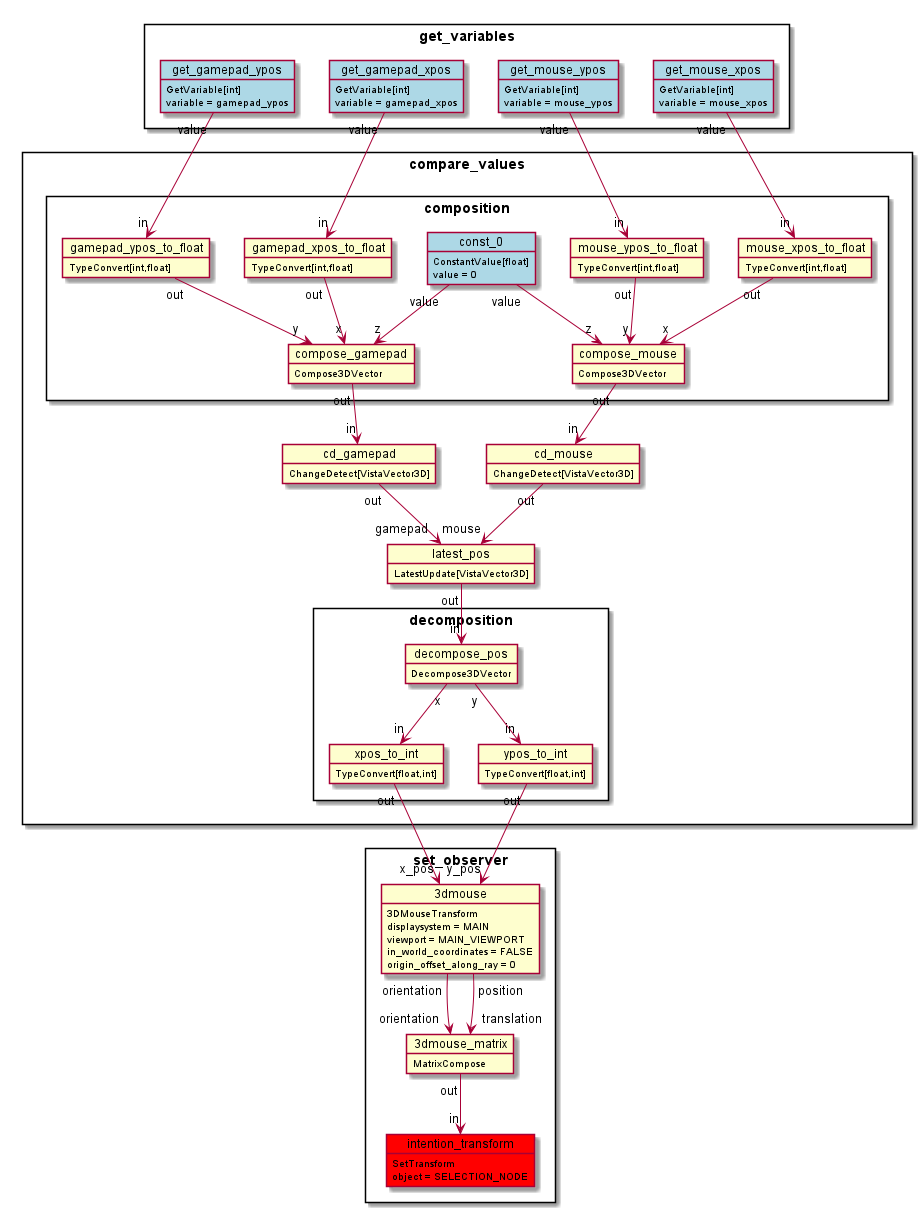 get_variables
get_gamepad_ypos
GetVariable[int]
variable = gamepad_ypos
get_gamepad_xpos
GetVariable[int]
variable = gamepad_xpos
get_mouse_ypos
GetVariable[int]
variable = mouse_ypos
get_mouse_xpos
GetVariable[int]
variable = mouse_xpos
value
value
value
value
compare_values
composition
in
in
in
in
gamepad_ypos_to_float
TypeConvert[int,float]
gamepad_xpos_to_float
TypeConvert[int,float]
const_0
ConstantValue[float]
value = 0
mouse_ypos_to_float
TypeConvert[int,float]
mouse_xpos_to_float
TypeConvert[int,float]
out
out
value
value
out
out
y
x
z
z
y
x
compose_gamepad
Compose3DVector
compose_mouse
Compose3DVector
out
out
in
in
cd_gamepad
ChangeDetect[VistaVector3D]
cd_mouse
ChangeDetect[VistaVector3D]
out
out
gamepad
mouse
latest_pos
LatestUpdate[VistaVector3D]
out
decomposition
in
decompose_pos
Decompose3DVector
x
y
in
in
xpos_to_int
TypeConvert[float,int]
ypos_to_int
TypeConvert[float,int]
out
out
set_observer
x_pos
y_pos
3dmouse
3DMouseTransform
displaysystem = MAIN
viewport = MAIN_VIEWPORT
in_world_coordinates = FALSE
origin_offset_along_ray = 0
orientation
position
orientation
translation
3dmouse_matrix
MatrixCompose
out
in
intention_transform
SetTransform
object = SELECTION_NODE